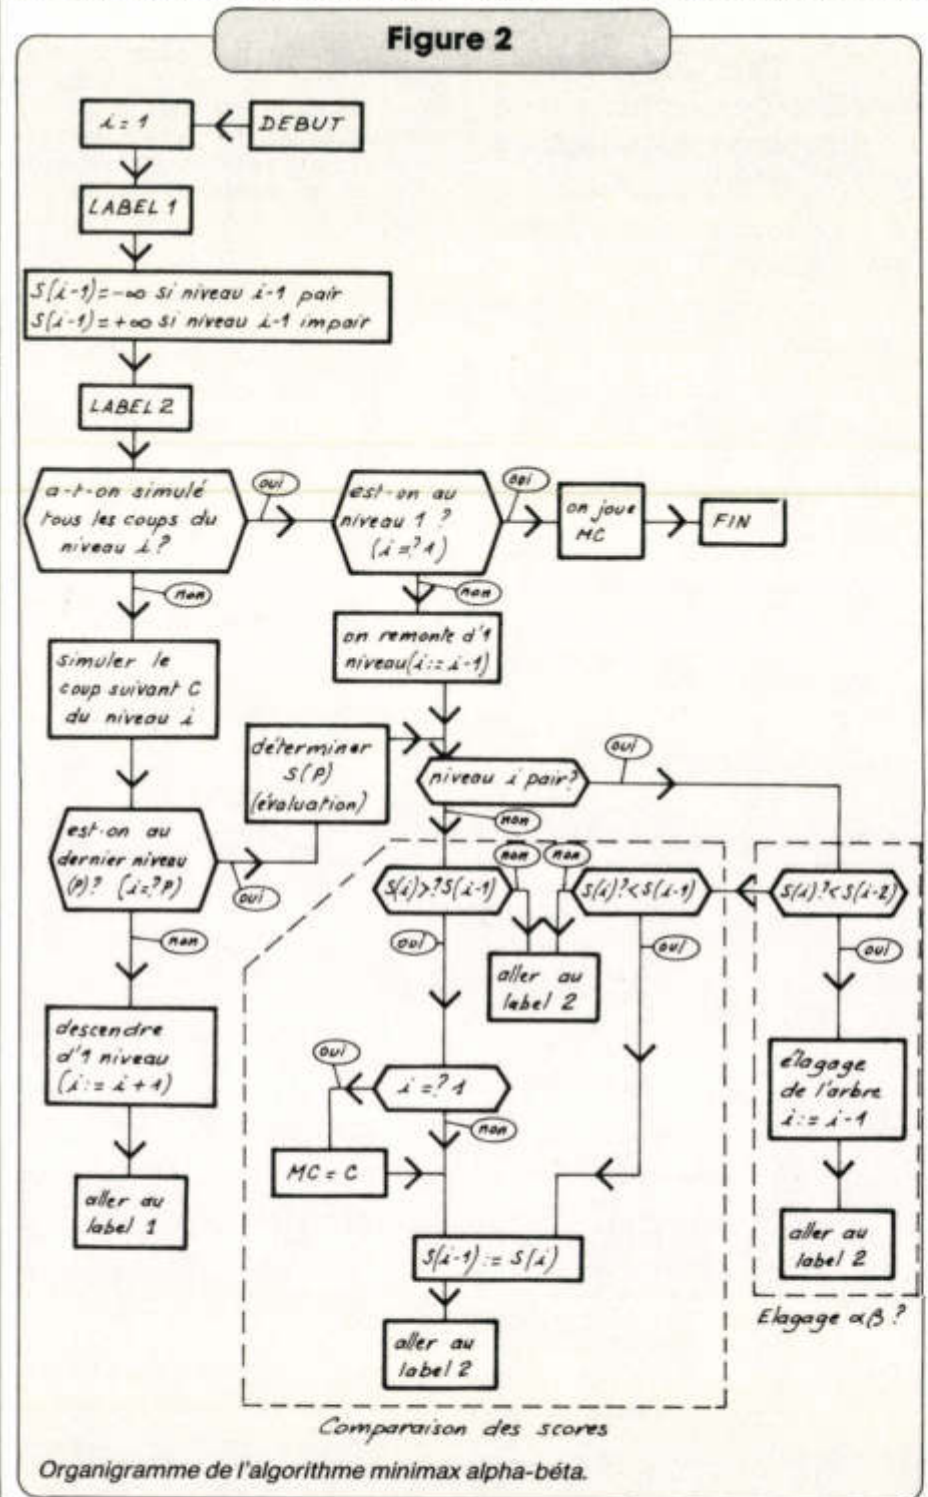 Figure 2
i = 1
DEBUT
LABEL 1
S(i-1)=-∞ si niveau i-1 pair
S(i-1)=+∞ si niveau i-1 impair
LABEL 2
a-t-on simulé
tous les coups du
niveau i?
oui
est-on au
niveau 1 ?
(i =? 1)
oui
on joue
MC
FIN
non
non
simuler le
coup suivant C
du niveau i
on remonte d'1
niveau (i := i-1)
déterminer
S(P)
(évaluation)
niveau i pair?
oui
non
est-on au
dernier niveau
(P)? (i=?P)
oui
non
S(i)>?S(i-1)
non
non
S(i)?<S(i-1)
S(i)?<S(i-2)
oui
aller au
label 2
oui
oui
descendre
d'1 niveau
(i := i + 1)
aller au
label 1
oui
i =? 1
non
MC = C
élagage
de l'arbre
i := i-1
S(i-1) := S(i)
aller au
label 2
aller au
label 2
Elagage αβ ?
Comparaison des scores
Organigramme de l'algorithme minimax alpha-béta.